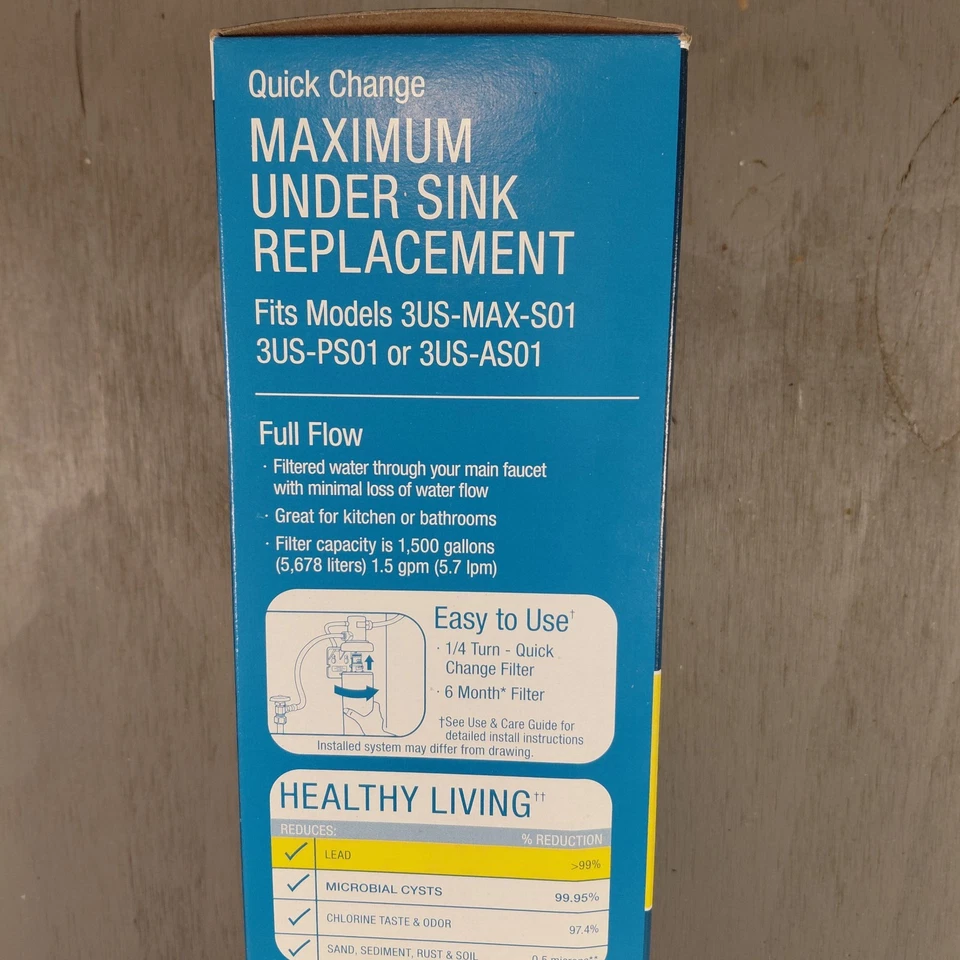 Quick Change
MAXIMUM
UNDER SINK
REPLACEMENT
Fits Models 3US-MAX-S01
3US-PS01 or 3US-AS01
Full Flow
· Filtered water through your main faucet
with minimal loss of water flow
· Great for kitchen or bathrooms
· Filter capacity is 1,500 gallons
(5,678 liters) 1.5 gpm (5.7 lpm)
Easy to Use†
· 1/4 Turn - Quick
Change Filter
· 6 Month* Filter
†See Use & Care Guide for
detailed install instructions
Installed system may differ from drawing.
HEALTHY LIVING††
REDUCES: % REDUCTION
LEAD >99%
MICROBIAL CYSTS 99.95%
CHLORINE TASTE & ODOR 97.4%
SAND, SEDIMENT, RUST & SOIL 0.5